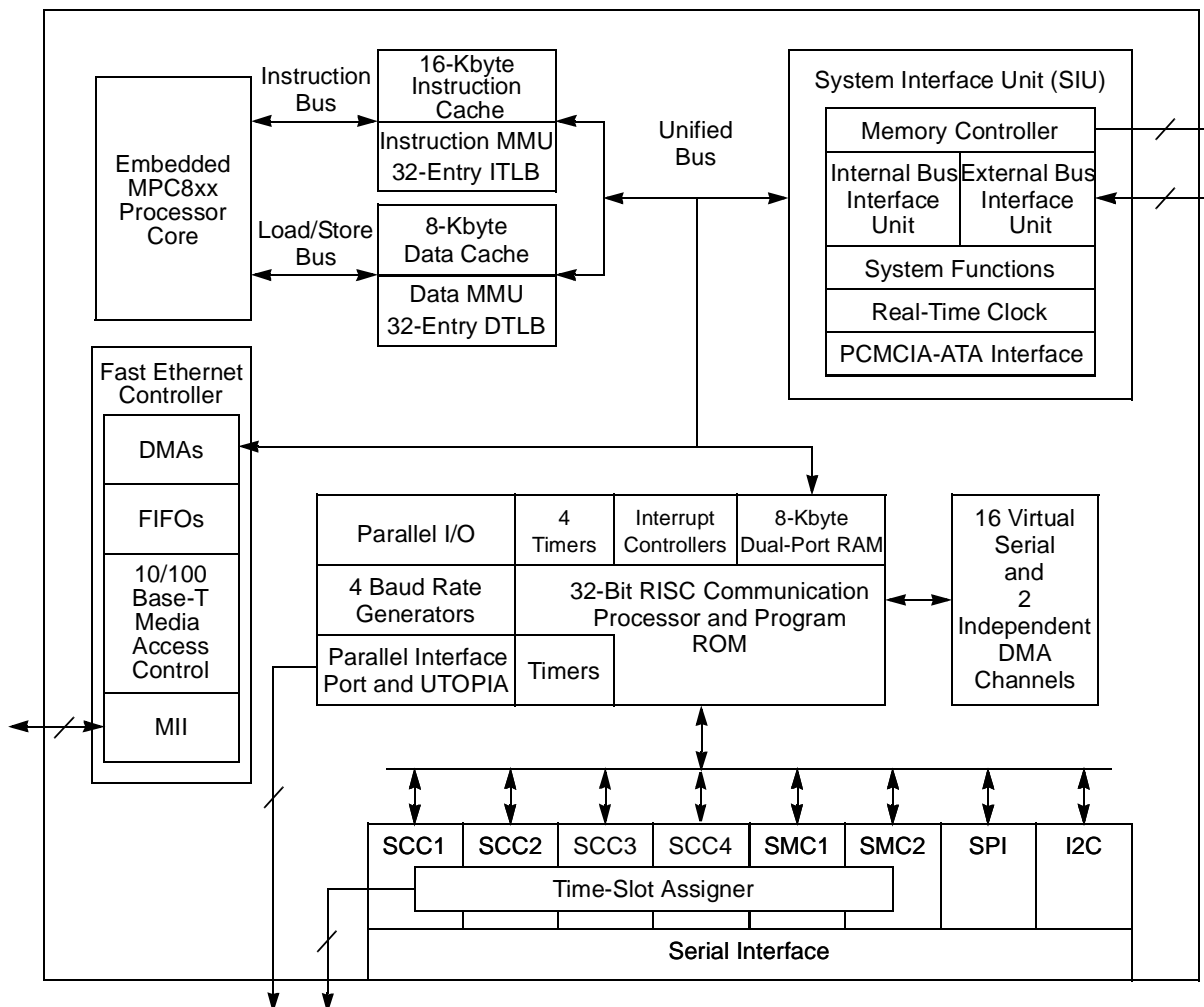 Embedded
MPC8xx
Processor
Core
Instruction
Bus
Load/Store
Bus
16-Kbyte
Instruction
Cache
Instruction MMU
32-Entry ITLB
8-Kbyte
Data Cache
Data MMU
32-Entry DTLB
Unified
Bus
System Interface Unit (SIU)
Memory Controller
Internal Bus
Interface
Unit
External Bus
Interface
Unit
System Functions
Real-Time Clock
PCMCIA-ATA Interface
Fast Ethernet
Controller
DMAs
FIFOs
10/100
Base-T
Media
Access
Control
MII
Parallel I/O
4
Timers
Interrupt
Controllers
8-Kbyte
Dual-Port RAM
4 Baud Rate
Generators
32-Bit RISC Communication
Processor and Program
ROM
Parallel Interface
Port and UTOPIA
Timers
16 Virtual
Serial
and
2
Independent
DMA
Channels
SCC1
SCC2
SCC3
SCC4
SMC1
SMC2
SPI
I2C
Time-Slot Assigner
Serial Interface